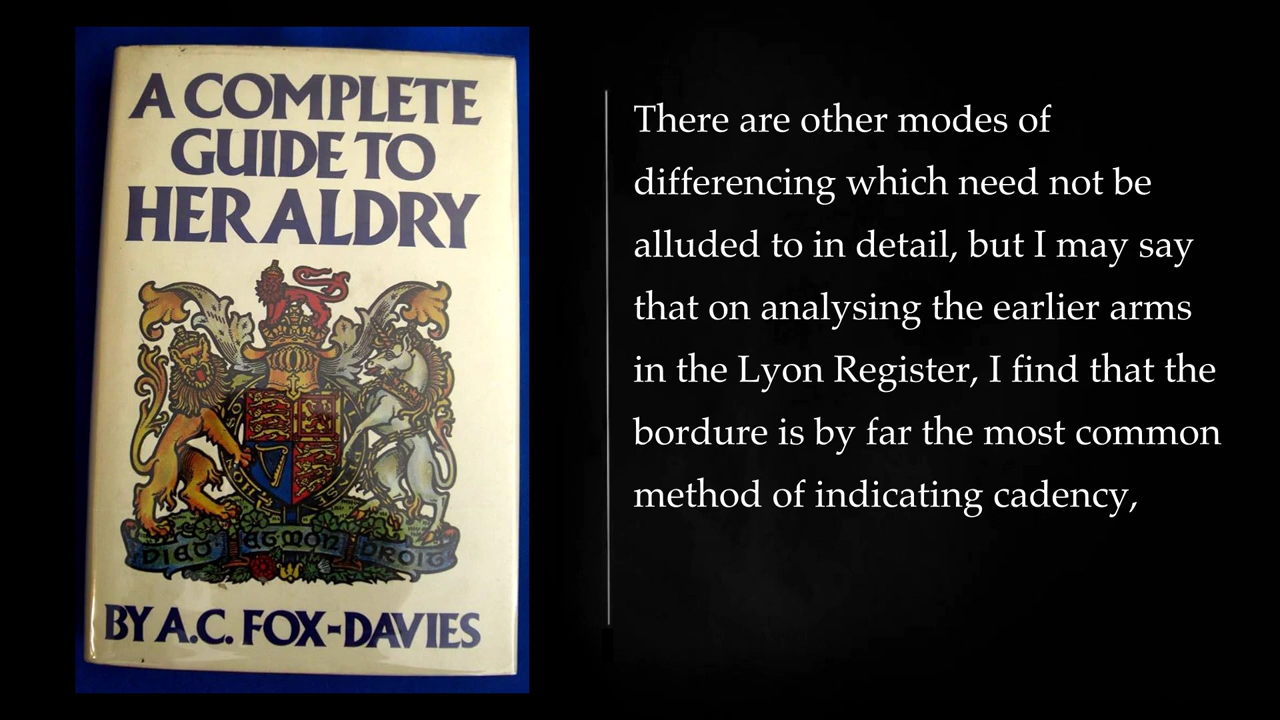 A COMPLETE
GUIDE TO
HERALDRY
DIEU ET MON DROIT
BY A.C. FOX-DAVIES
There are other modes of
differencing which need not be
alluded to in detail, but I may say
that on analysing the earlier arms
in the Lyon Register, I find that the
bordure is by far the most common
method of indicating cadency,